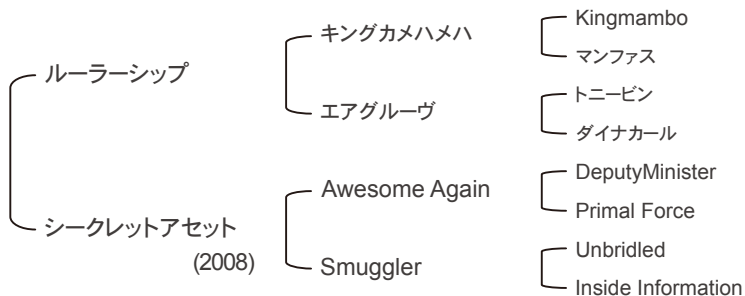 ルーラーシップ
シークレットアセット
(2008)
キングカメハメハ
エアグルーヴ
Awesome Again
Smuggler
Kingmambo
マンファス
トニービン
ダイナカール
DeputyMinister
Primal Force
Unbridled
Inside Information